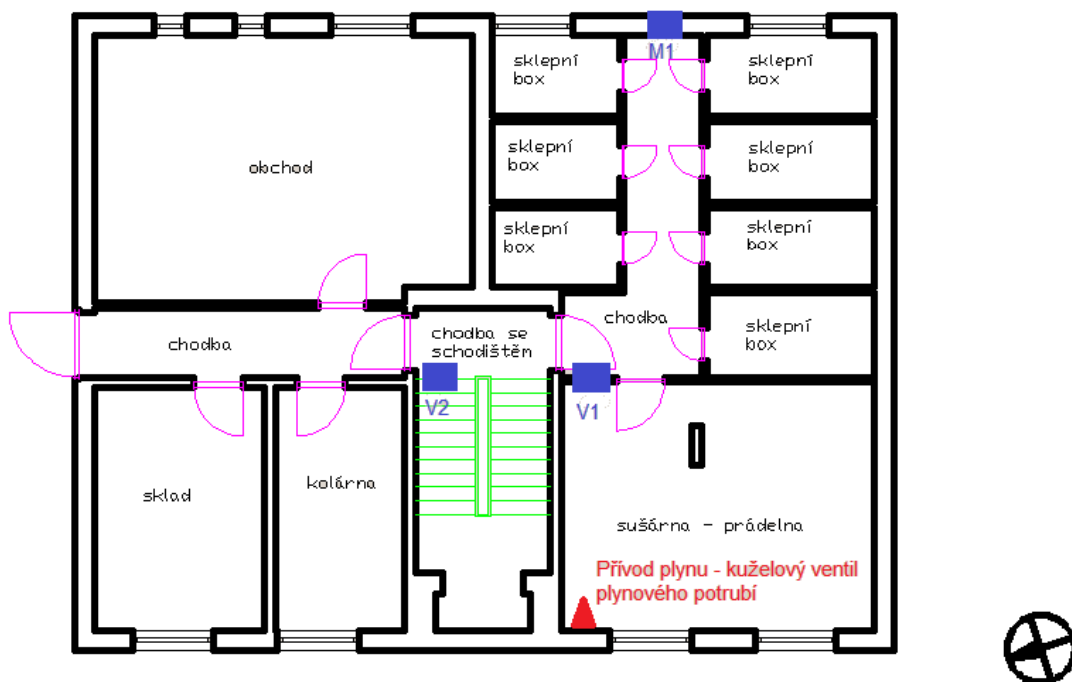 M1
sklepní
box
sklepní
box
sklepní
box
sklepní
box
obchod
sklepní
box
sklepní
box
chodba
chodba
chodba se
schodištěn
sklepní
box
V2
V1
sklad
kolárna
sušárna - prádelna
Přívod plynu - kuželový ventil
plynového potrubí